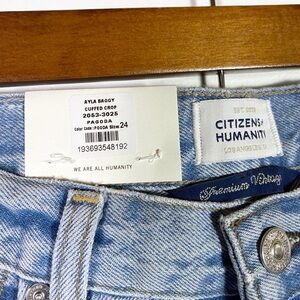 AYLA BAGGY
CUFFED CROP
2053-3025
PAGODA
Color Code: PGODA Size: 24
193693548192
WE ARE ALL HUMANITY
EST. 2003
CITIZENS of
HUMANITY
LOS ANGELES
Premium Vintage